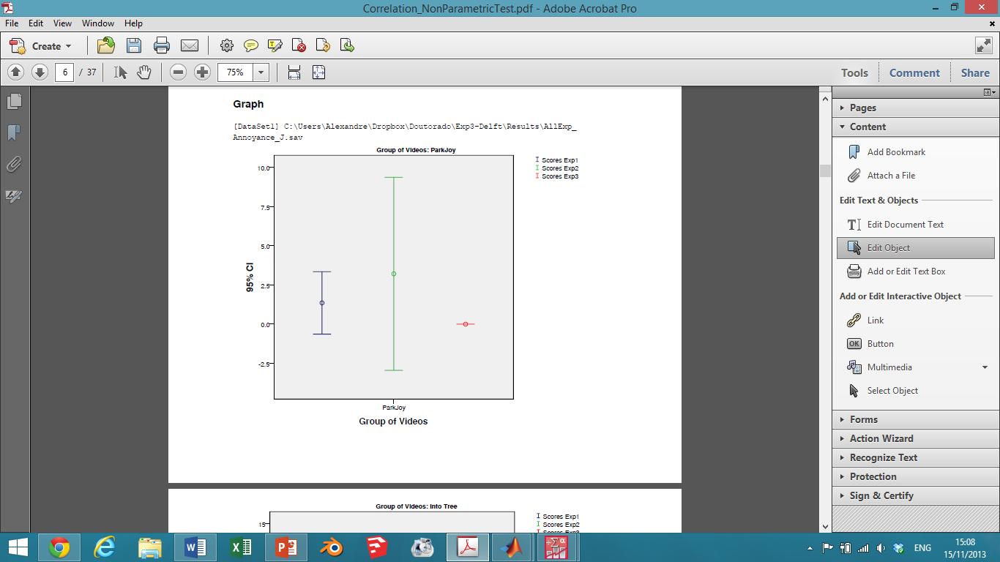 Correlation_NonParametricTest.pdf - Adobe Acrobat Pro
File Edit View Window Help
Create
6 / 37 75% Tools Comment Share
Graph
[DataSet1] C:\Users\Alexandre\Dropbox\Doutorado\Exp3-Delft\Results\AllExp_
Annoyance_J.sav
Group of Videos: ParkJoy
Scores Exp1
Scores Exp2
Scores Exp3
10.0
7.5
5.0
2.5
0.0
-2.5
95% CI
ParkJoy
Group of Videos
Group of Videos: Into Tree
Scores Exp1
Scores Exp2
Scores Exp3
15
Pages
Content
Add Bookmark
Attach a File
Edit Text & Objects
Edit Document Text
Edit Object
Add or Edit Text Box
Add or Edit Interactive Object
Link
OK Button
Multimedia
Select Object
Forms
Action Wizard
Recognize Text
Protection
Sign & Certify
ENG
15:08
15/11/2013